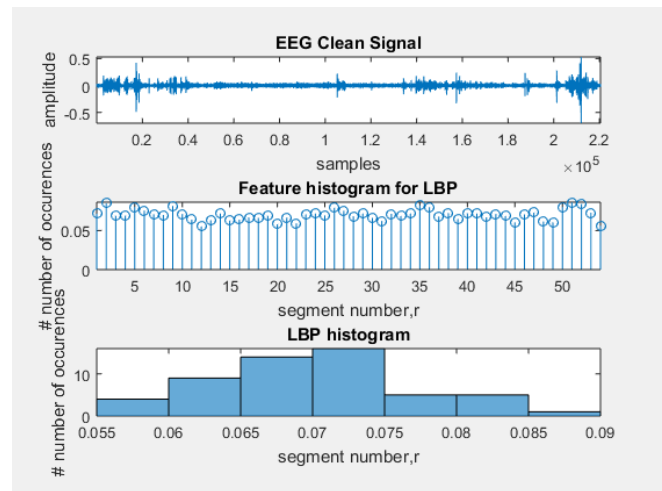 EEG Clean Signal
0.5
0
-0.5
amplitude
0.2 0.4 0.6 0.8 1 1.2 1.4 1.6 1.8 2 2.2
samples
×10^5
Feature histogram for LBP
0.05
0
# number of occurences
5 10 15 20 25 30 35 40 45 50
segment number,r
LBP histogram
10
0
# number of occurences
0.055 0.06 0.065 0.07 0.075 0.08 0.085 0.09
segment number,r